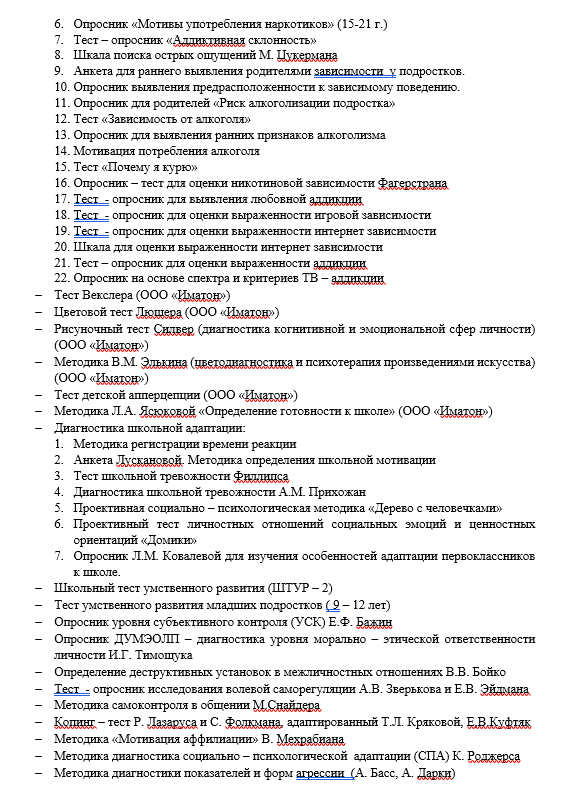 6. Опросник «Мотивы употребления наркотиков» (15-21 г.)
7. Тест – опросник «Аддиктивная склонность»
8. Шкала поиска острых ощущений М. Цукермана
9. Анкета для раннего выявления родителями зависимости у подростков.
10. Опросник выявления предрасположенности к зависимому поведению.
11. Опросник для родителей «Риск алкоголизации подростка»
12. Тест «Зависимость от алкоголя»
13. Опросник для выявления ранних признаков алкоголизма
14. Мотивация потребления алкоголя
15. Тест «Почему я курю»
16. Опросник – тест для оценки никотиновой зависимости Фагерстрана
17. Тест - опросник для выявления любовной аддикции
18. Тест - опросник для оценки выраженности игровой зависимости
19. Тест - опросник для оценки выраженности интернет зависимости
20. Шкала для оценки выраженности интернет зависимости
21. Тест – опросник для оценки выраженности аддикции
22. Опросник на основе спектра и критериев ТВ – аддикции
– Тест Векслера (ООО «Иматон»)
– Цветовой тест Люшера (ООО «Иматон»)
– Рисуночный тест Силвер (диагностика когнитивной и эмоциональной сфер личности)
(ООО «Иматон»)
– Методика В.М. Элькина (цветодиагностика и психотерапия произведениями искусства)
(ООО «Иматон»)
– Тест детской апперцепции (ООО «Иматон»)
– Методика Л.А. Ясюковой «Определение готовности к школе» (ООО «Иматон»)
– Диагностика школьной адаптации:
1. Методика регистрации времени реакции
2. Анкета Лускановой. Методика определения школьной мотивации
3. Тест школьной тревожности Филлипса
4. Диагностика школьной тревожности А.М. Прихожан
5. Проективная социально – психологическая методика «Дерево с человечками»
6. Проективный тест личностных отношений социальных эмоций и ценностных
ориентаций «Домики»
7. Опросник Л.М. Ковалевой для изучения особенностей адаптации первоклассников
к школе.
– Школьный тест умственного развития (ШТУР – 2)
– Тест умственного развития младших подростков ( 9 – 12 лет)
– Опросник уровня субъективного контроля (УСК) Е.Ф. Бажин
– Опросник ДУМЭОЛП – диагностика уровня морально – этической ответственности
личности И.Г. Тимощука
– Определение деструктивных установок в межличностных отношениях В.В. Бойко
– Тест - опросник исследования волевой саморегуляции А.В. Зверькова и Е.В. Эйдмана
– Методика самоконтроля в общении М.Снайдера
– Копинг – тест Р. Лазаруса и С. Фолкмана, адаптированный Т.Л. Кряковой, Е.В.Куфтяк
– Методика «Мотивация аффилиации» В. Мехрабиана
– Методика диагностика социально – психологической адаптации (СПА) К. Роджерса
– Методика диагностики показателей и форм агрессии (А. Басс, А. Дарки)